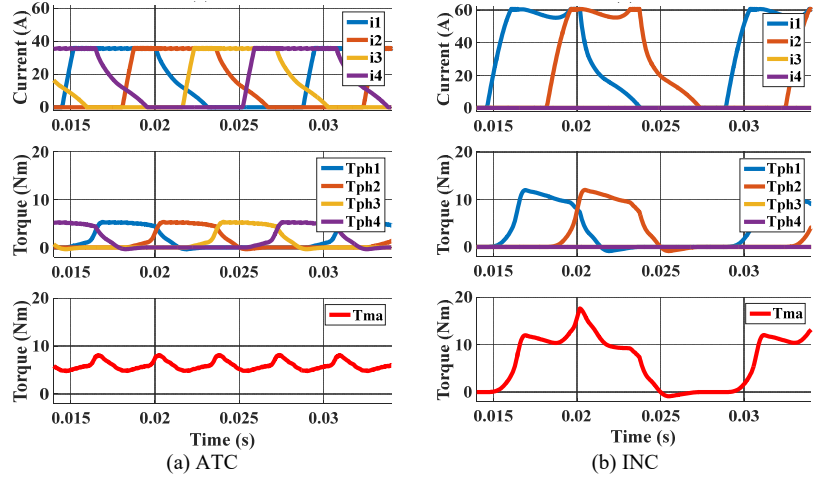 60
40
20
0
Current (A)
i1
i2
i3
i4
0.015
0.02
0.025
0.03
20
10
0
Torque (Nm)
Tph1
Tph2
Tph3
Tph4
0.015
0.02
0.025
0.03
20
10
0
Torque (Nm)
Tma
0.015
0.02
0.025
0.03
Time (s)
(a) ATC
60
40
20
0
Current (A)
i1
i2
i3
i4
0.015
0.02
0.025
0.03
20
10
0
Torque (Nm)
Tph1
Tph2
Tph3
Tph4
0.015
0.02
0.025
0.03
20
10
0
Torque (Nm)
Tma
0.015
0.02
0.025
0.03
Time (s)
(b) INC